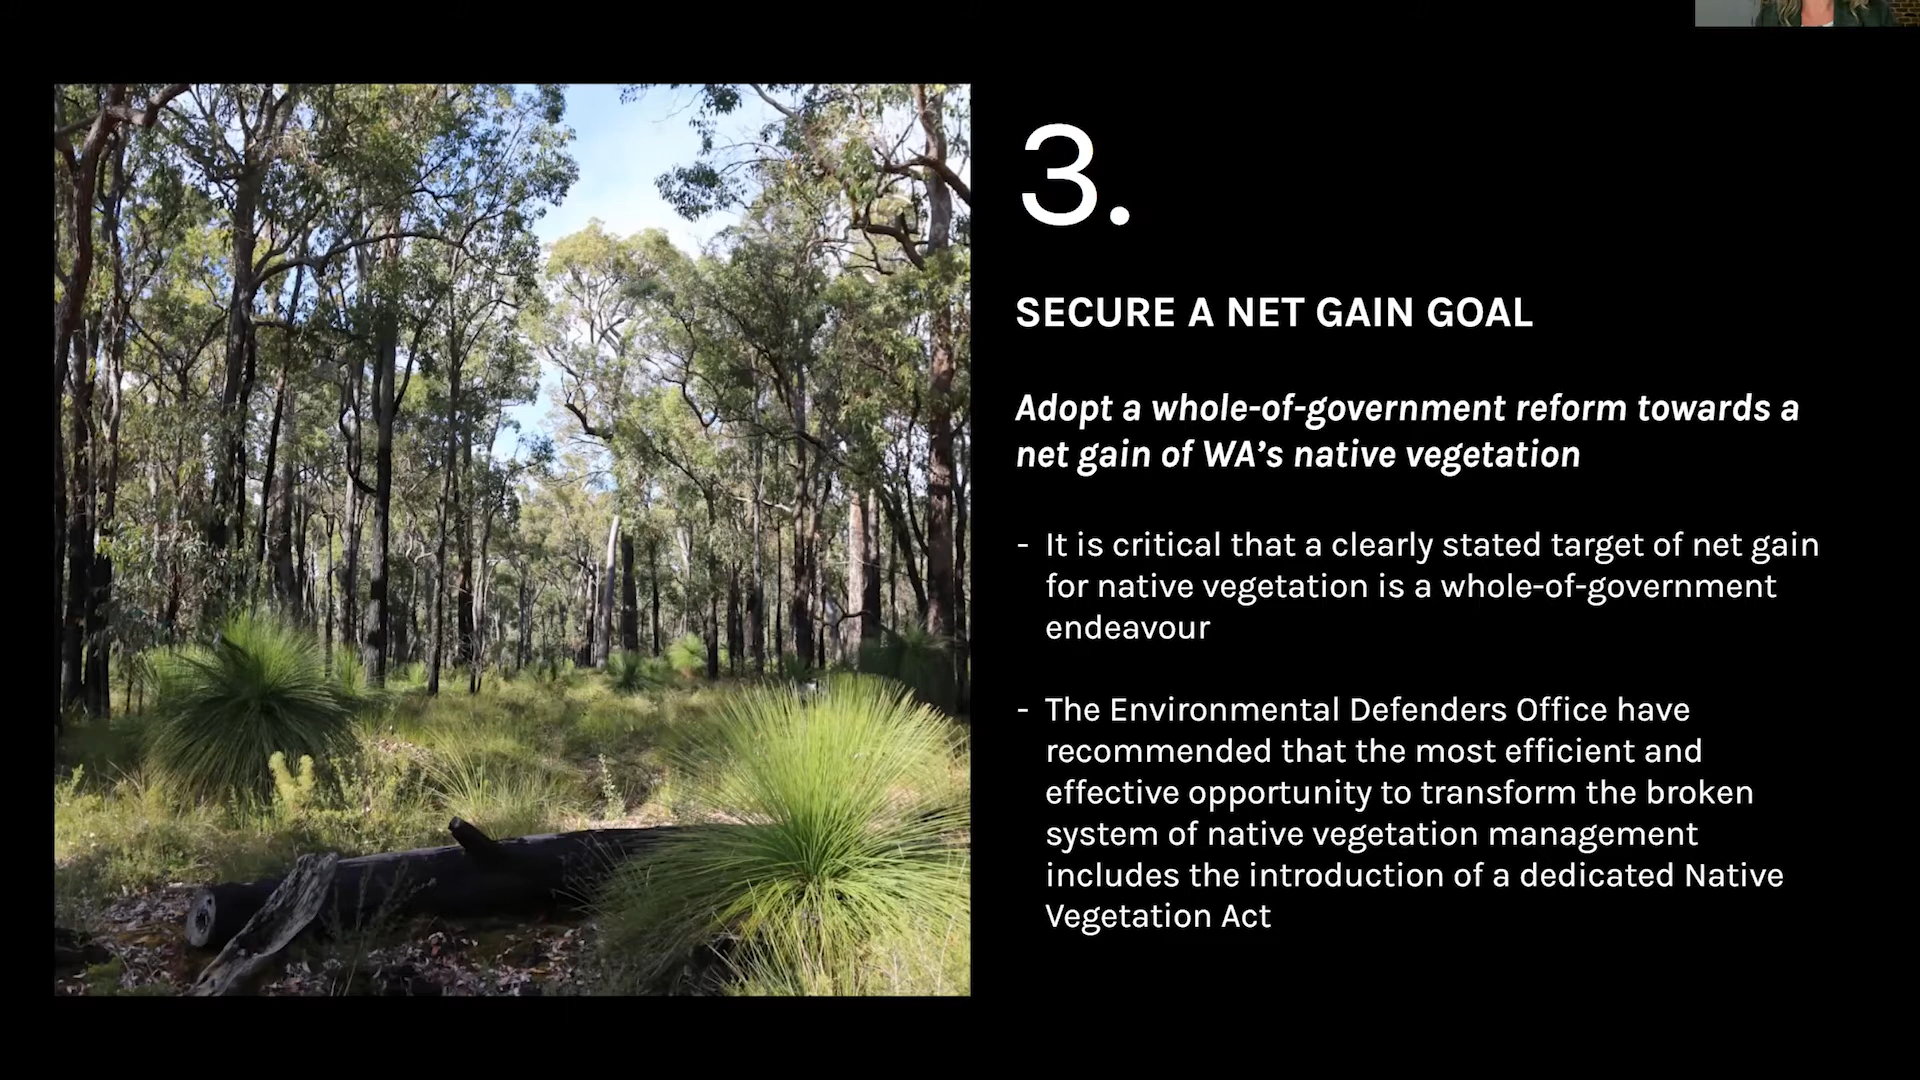 3.
SECURE A NET GAIN GOAL
Adopt a whole-of-government reform towards a
net gain of WA’s native vegetation
- It is critical that a clearly stated target of net gain
for native vegetation is a whole-of-government
endeavour
- The Environmental Defenders Office have
recommended that the most efficient and
effective opportunity to transform the broken
system of native vegetation management
includes the introduction of a dedicated Native
Vegetation Act